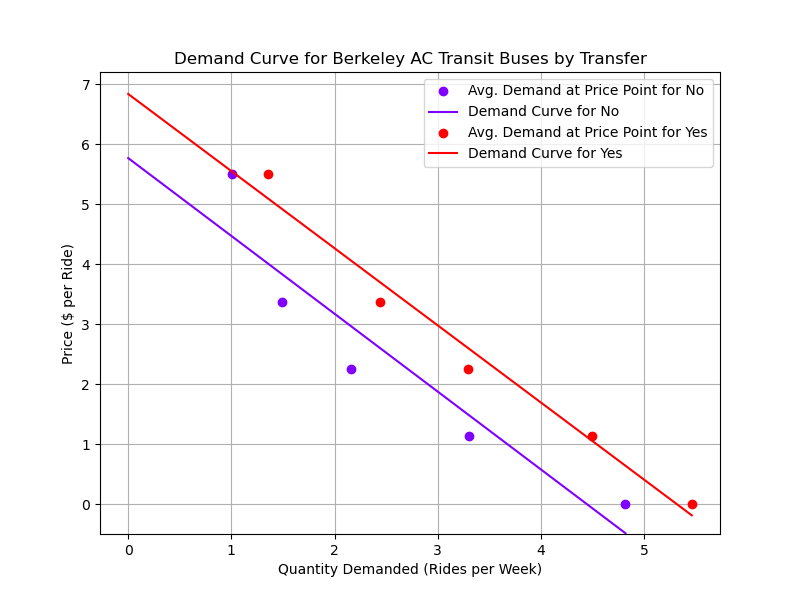 Demand Curve for Berkeley AC Transit Buses by Transfer
Avg. Demand at Price Point for No
Demand Curve for No
Avg. Demand at Price Point for Yes
Demand Curve for Yes
7
6
5
4
3
2
1
0
Price ($ per Ride)
0 1 2 3 4 5
Quantity Demanded (Rides per Week)